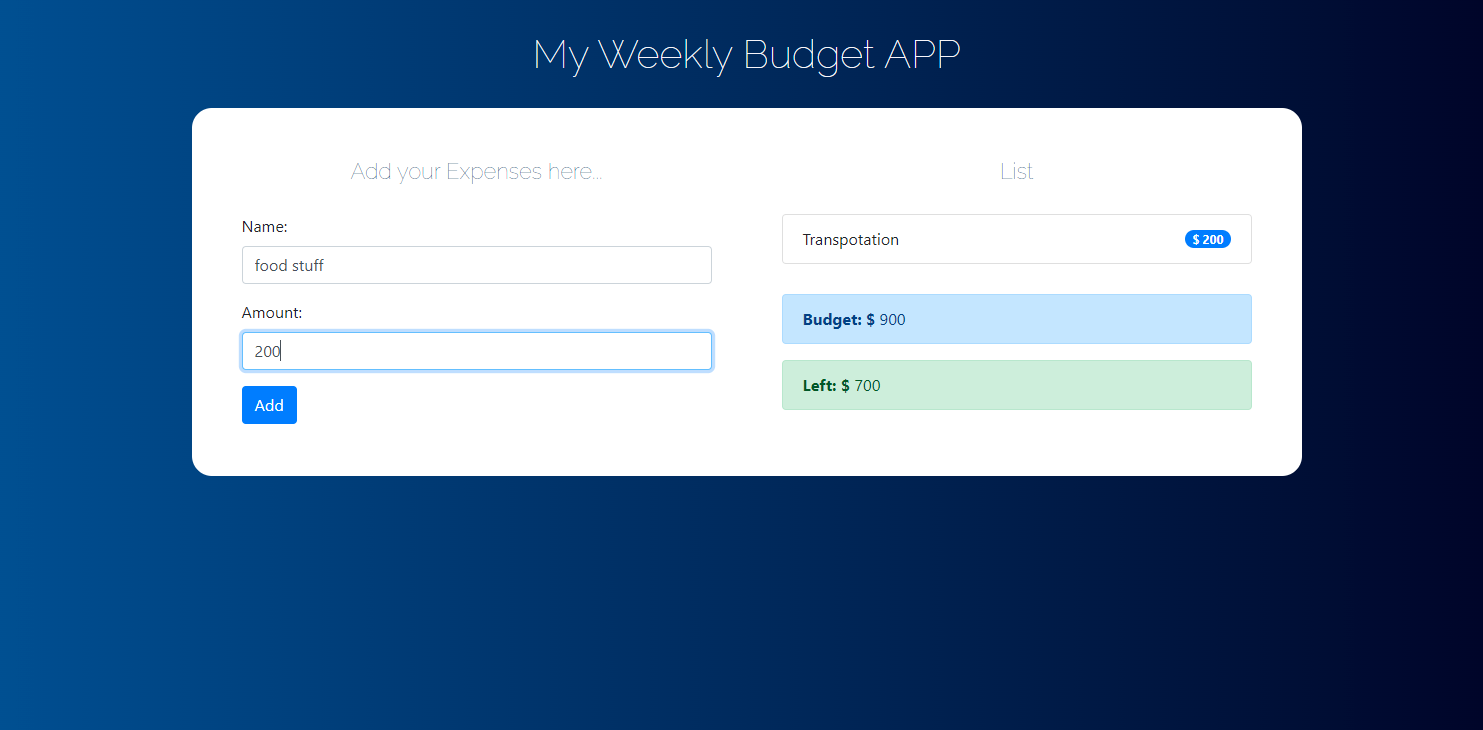 My Weekly Budget APP
Add your Expenses here...
Name:
food stuff
Amount:
200
Add
List
Transpotation
$ 200
Budget: $ 900
Left: $ 700